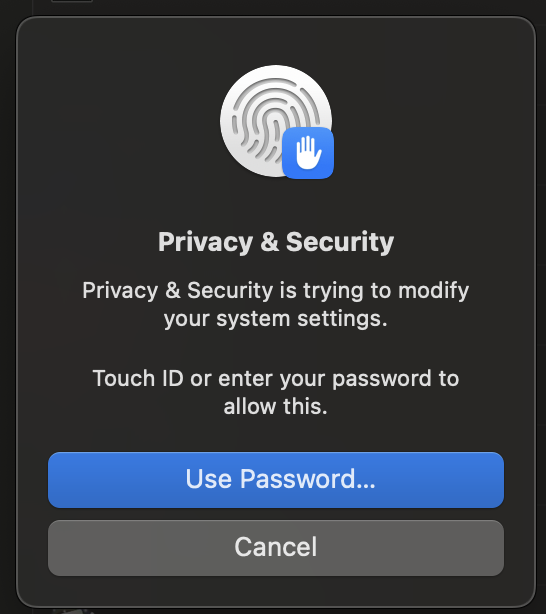 Privacy & Security
Privacy & Security is trying to modify
your system settings.
Touch ID or enter your password to
allow this.
Use Password...
Cancel